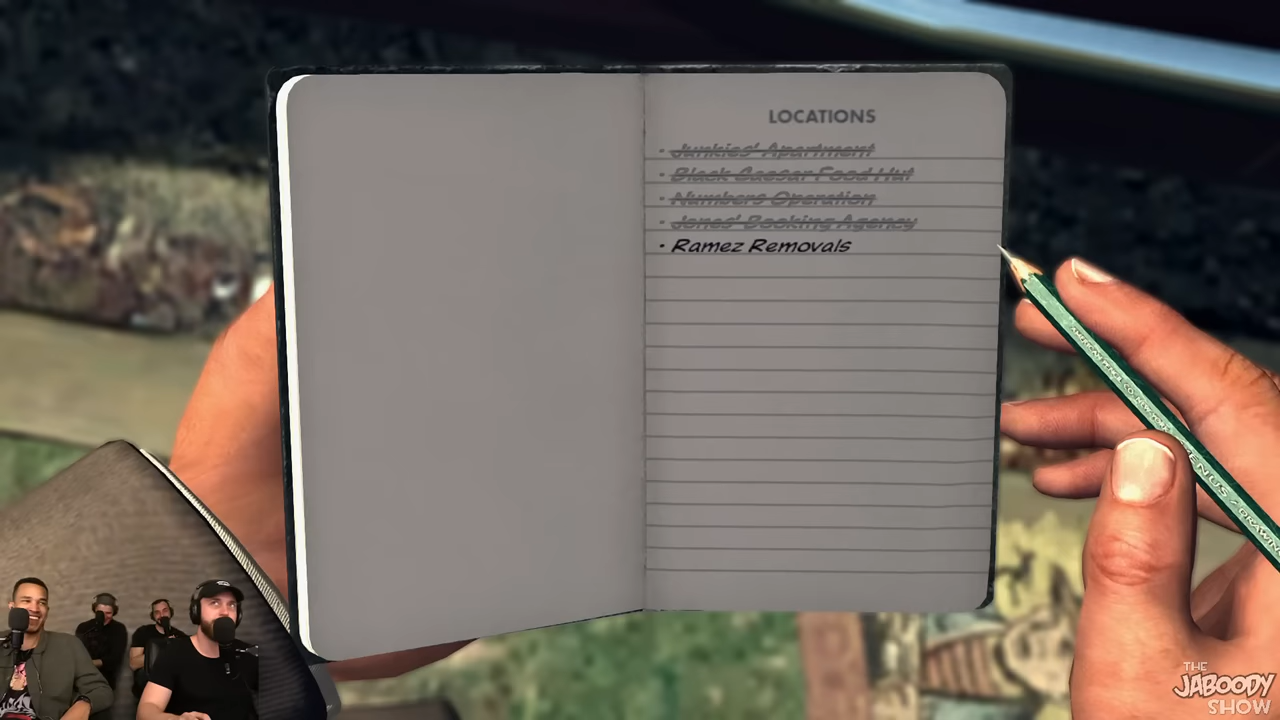 LOCATIONS
· Junkies' Apartment
· Black Caesar Food Hut
· Numbers Operation
· Jones' Booking Agency
· Ramez Removals
THE
JABOODY
SHOW